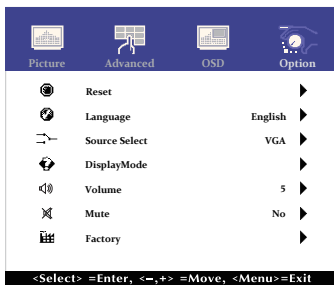 Picture Advanced OSD Option
Reset
Language English
Source Select VGA
DisplayMode
Volume 5
Mute No
Factory
<Select> =Enter, <–,+> =Move, <Menu>=Exit